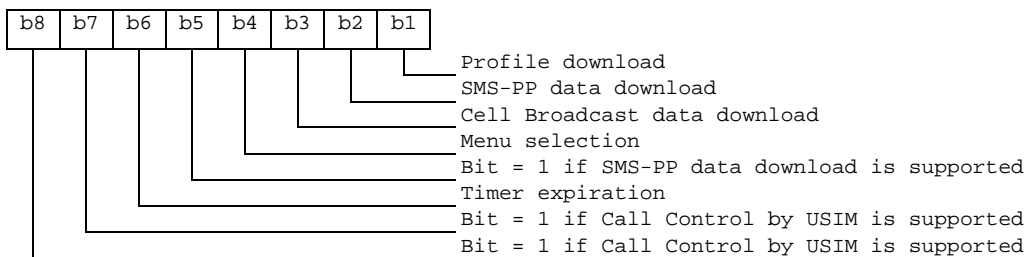 b8 b7 b6 b5 b4 b3 b2 b1
Profile download
SMS-PP data download
Cell Broadcast data download
Menu selection
Bit = 1 if SMS-PP data download is supported
Timer expiration
Bit = 1 if Call Control by USIM is supported
Bit = 1 if Call Control by USIM is supported